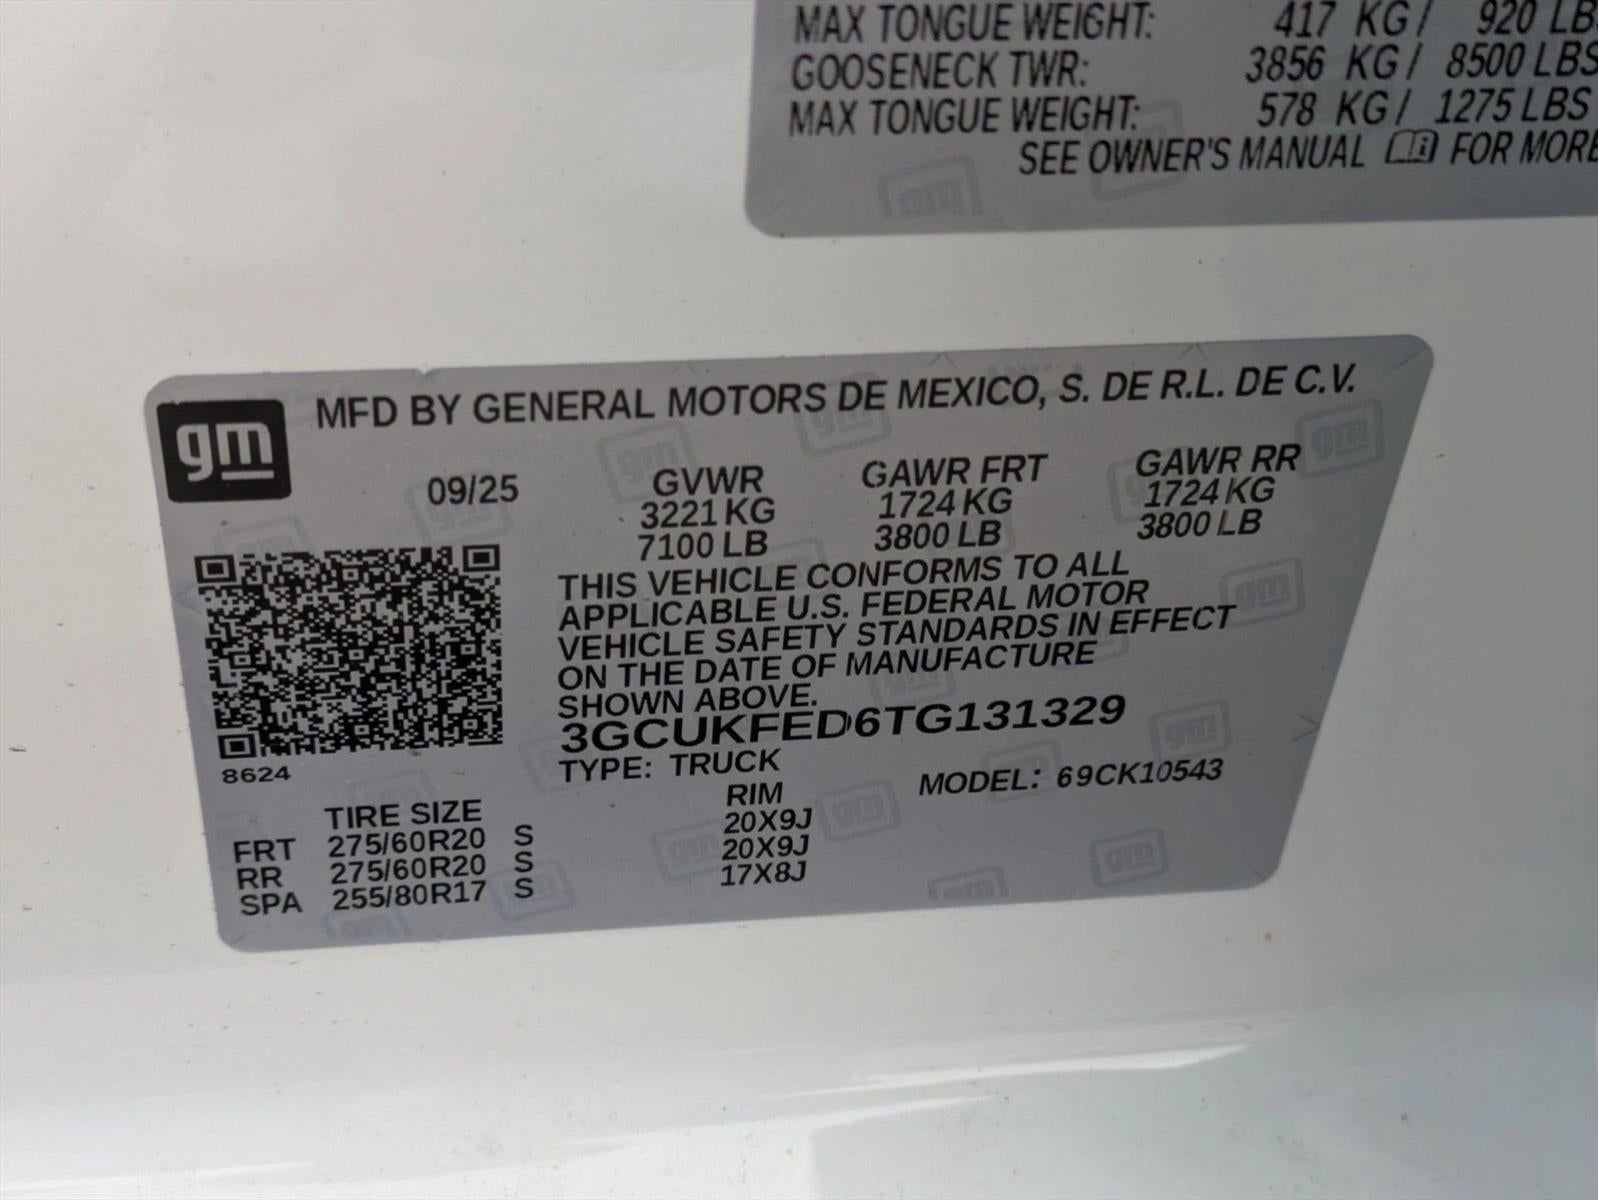 MAX TONGUE WEIGHT: 417 KG / 920 LBS
GOOSENECK TWR: 3856 KG / 8500 LBS
MAX TONGUE WEIGHT: 578 KG / 1275 LBS
SEE OWNER'S MANUAL FOR MORE
gm
MFD BY GENERAL MOTORS DE MEXICO, S. DE R.L. DE C.V.
09/25 GVWR GAWR FRT GAWR RR
3221 KG 1724 KG 1724 KG
7100 LB 3800 LB 3800 LB
THIS VEHICLE CONFORMS TO ALL
APPLICABLE U.S. FEDERAL MOTOR
VEHICLE SAFETY STANDARDS IN EFFECT
ON THE DATE OF MANUFACTURE
SHOWN ABOVE.
3GCUKFED6TG131329
8624
TYPE: TRUCK MODEL: 69CK10543
TIRE SIZE RIM
FRT 275/60R20 S 20X9J
RR 275/60R20 S 20X9J
SPA 255/80R17 S 17X8J